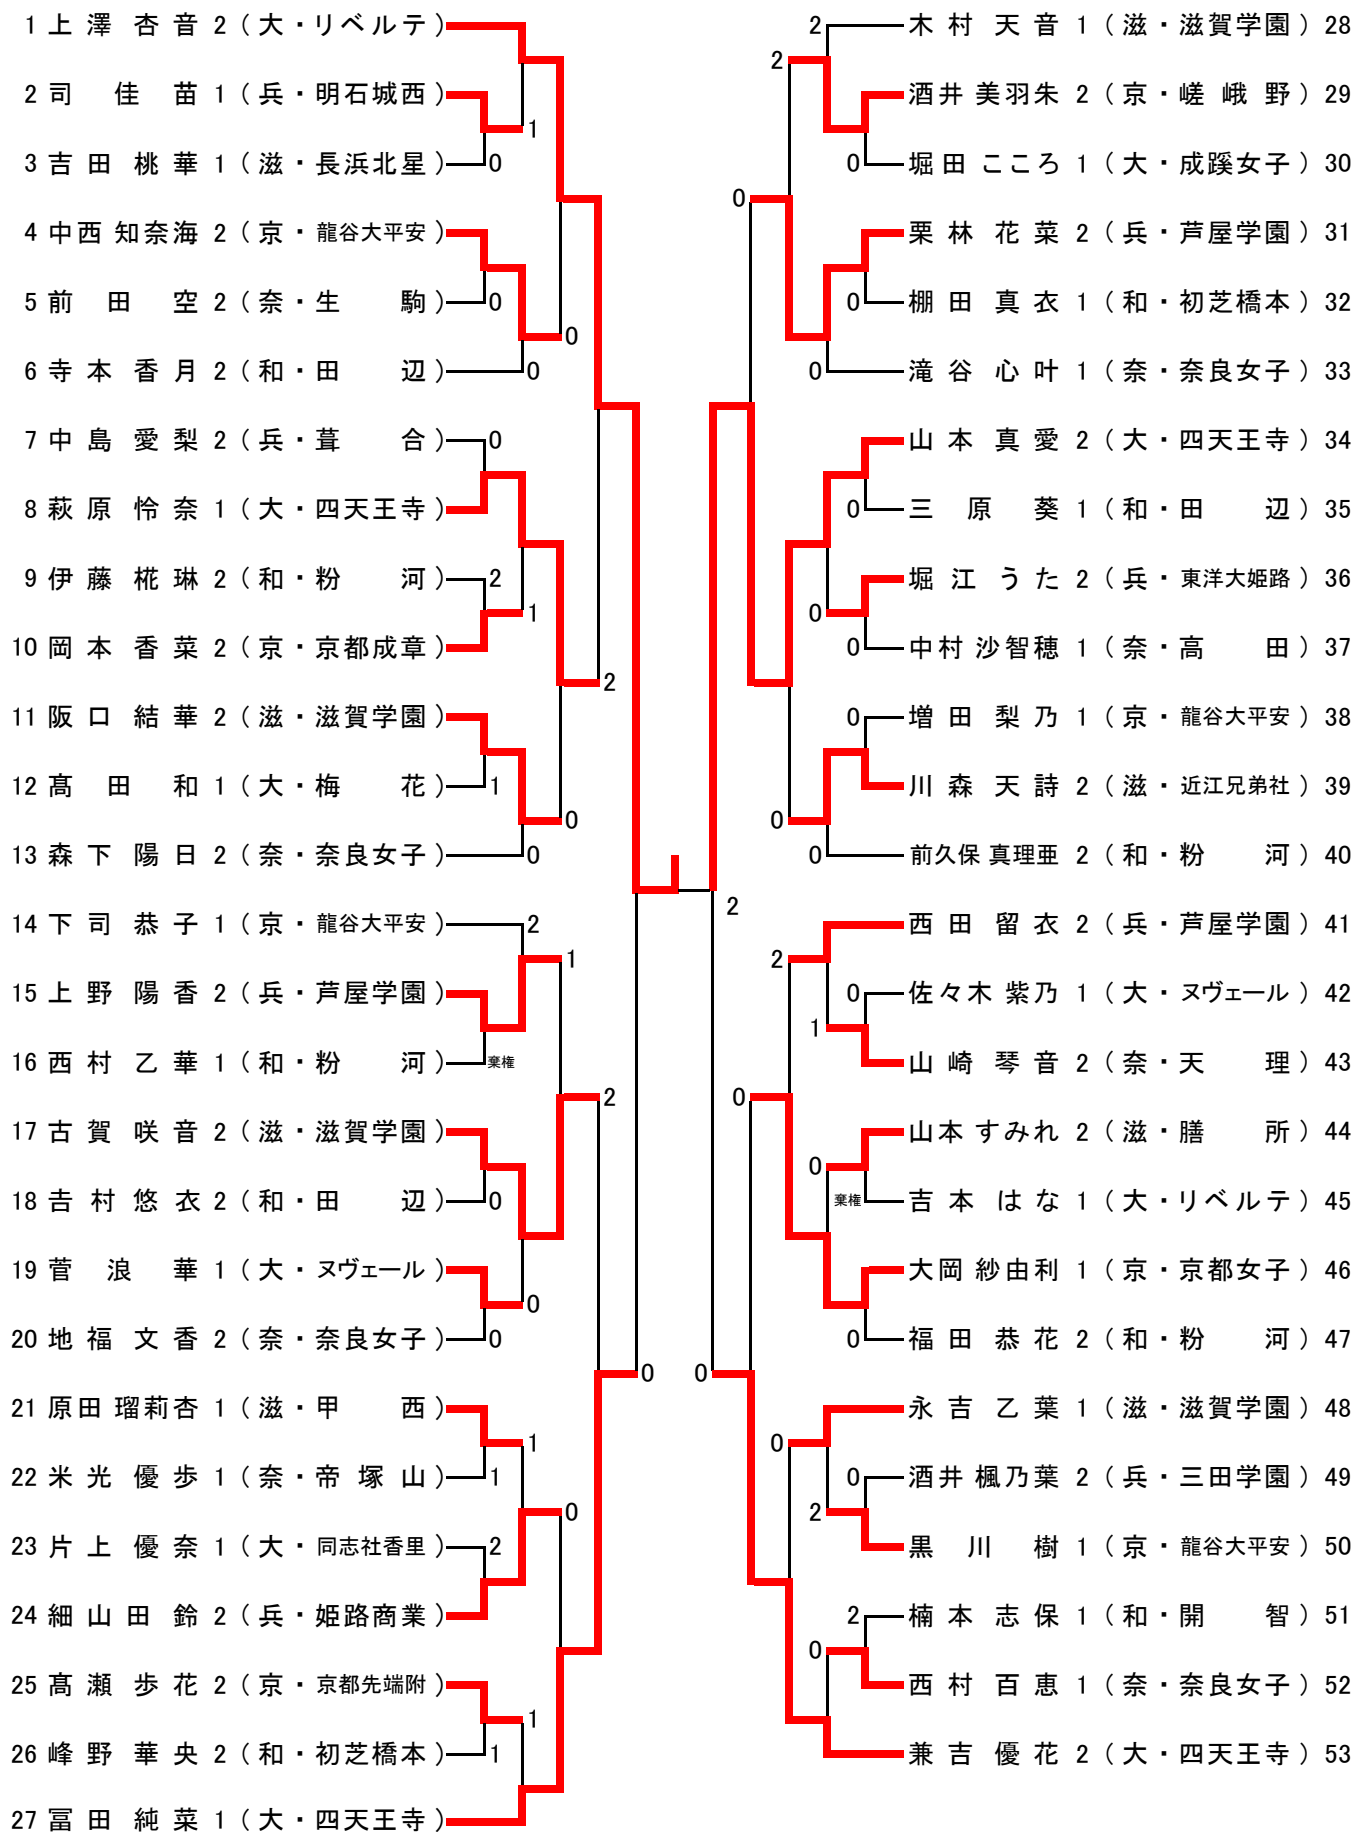 1 上澤杏音 2 (大・リベルテ)
2 司佳苗 1 (兵・明石城西)
1
3 吉田桃華 1 (滋・長浜北星) 0
4 中西知奈海 2 (京・龍谷大平安)
5 前田空 2 (奈・生駒) 0
0
6 寺本香月 2 (和・田辺) 0
7 中島愛梨 2 (兵・葺合) 0
8 萩原怜奈 1 (大・四天王寺)
9 伊藤椛琳 2 (和・粉河) 2
1
10 岡本香菜 2 (京・京都成章)
2
11 阪口結華 2 (滋・滋賀学園)
12 髙田和 1 (大・梅花) 1
0
13 森下陽日 2 (奈・奈良女子) 0
14 下司恭子 1 (京・龍谷大平安) 2
1
15 上野陽香 2 (兵・芦屋学園)
16 西村乙華 1 (和・粉河) 棄権
2
17 古賀咲音 2 (滋・滋賀学園)
18 吉村悠衣 2 (和・田辺) 0
19 菅浪華 1 (大・ヌヴェール)
0
20 地福文香 2 (奈・奈良女子) 0
0
21 原田瑠莉杏 1 (滋・甲西)
1
22 米光優歩 1 (奈・帝塚山) 1
0
23 片上優奈 1 (大・同志社香里) 2
24 細山田鈴 2 (兵・姫路商業)
25 髙瀬歩花 2 (京・京都先端附)
1
26 峰野華央 2 (和・初芝橋本) 1
27 冨田純菜 1 (大・四天王寺)
2
2 木村天音 1 (滋・滋賀学園) 28
2
酒井美羽朱 2 (京・嵯峨野) 29
0 堀田こころ 1 (大・成蹊女子) 30
0
栗林花菜 2 (兵・芦屋学園) 31
0 棚田真衣 1 (和・初芝橋本) 32
0 滝谷心叶 1 (奈・奈良女子) 33
山本真愛 2 (大・四天王寺) 34
0 三原葵 1 (和・田辺) 35
堀江うた 2 (兵・東洋大姫路) 36
0
0 中村沙智穂 1 (奈・高田) 37
0 増田梨乃 1 (京・龍谷大平安) 38
川森天詩 2 (滋・近江兄弟社) 39
0
0 前久保真理亜 2 (和・粉河) 40
西田留衣 2 (兵・芦屋学園) 41
2
0 佐々木紫乃 1 (大・ヌヴェール) 42
1
山崎琴音 2 (奈・天理) 43
0
山本すみれ 2 (滋・膳所) 44
0
棄権 吉本はな 1 (大・リベルテ) 45
大岡紗由利 1 (京・京都女子) 46
0 福田恭花 2 (和・粉河) 47
0
永吉乙葉 1 (滋・滋賀学園) 48
0
0 酒井楓乃葉 2 (兵・三田学園) 49
2
黒川樹 1 (京・龍谷大平安) 50
2 楠本志保 1 (和・開智) 51
0
西村百恵 1 (奈・奈良女子) 52
兼吉優花 2 (大・四天王寺) 53